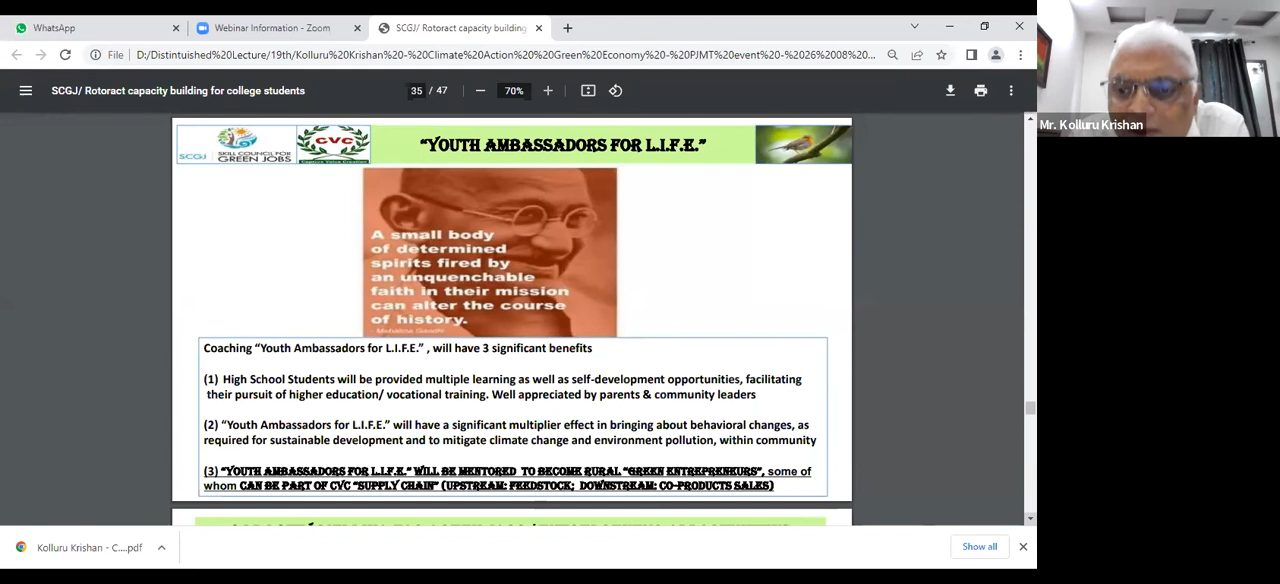 WhatsApp
Webinar Information - Zoom
SCGJ/ Rotoract capacity building
File
D:/Distintuished%20Lecture/19th/Kolluru%20Krishan%20-%20Climate%20Action%20%20Green%20Economy%20-%20PJMT%20event%20-2026%2008%20...
SCGJ/ Rotoract capacity building for college students
35 / 47
70%
Mr. Kolluru Krishan
SCGJ
SKILL COUNCIL FOR
GREEN JOBS
CVC
"YOUTH AMBASSADORS FOR L.I.F.E."
A small body
of determined
spirits fired by
an unquenchable
faith in their mission
can alter the course
of history.
- Mahatma Gandhi
Coaching "Youth Ambassadors for L.I.F.E." , will have 3 significant benefits
(1) High School Students will be provided multiple learning as well as self-development opportunities, facilitating
their pursuit of higher education/ vocational training. Well appreciated by parents & community leaders
(2) "Youth Ambassadors for L.I.F.E." will have a significant multiplier effect in bringing about behavioral changes, as
required for sustainable development and to mitigate climate change and environment pollution, within community
(3) "YOUTH AMBASSADORS FOR L.I.F.E." WILL BE MENTORED TO BECOME RURAL "GREEN ENTREPRENEURS", some of
whom CAN BE PART OF CVC "SUPPLY CHAIN" (UPSTREAM: FEEDSTOCK; DOWNSTREAM: CO-PRODUCTS SALES)
Kolluru Krishan - C....pdf
Show all